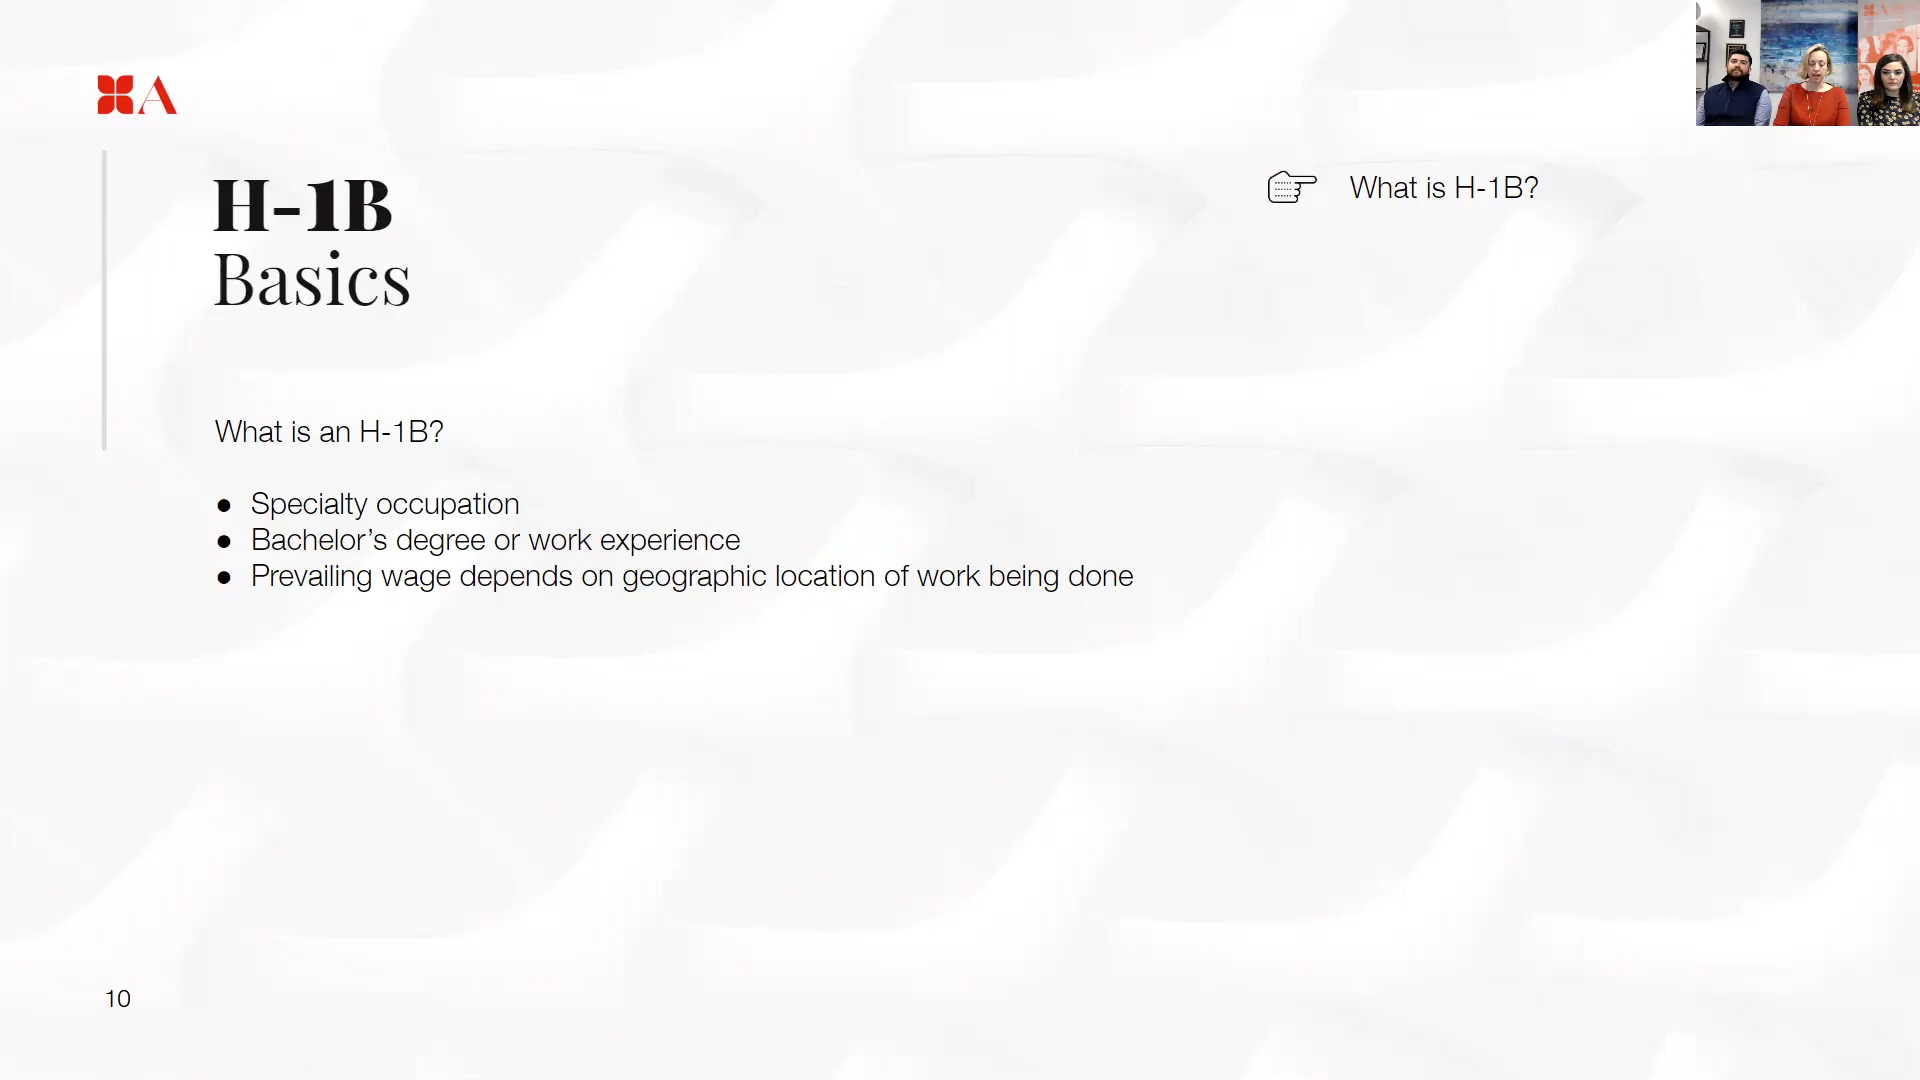 A
H-1B
Basics
What is H-1B?
What is an H-1B?
● Specialty occupation
● Bachelor’s degree or work experience
● Prevailing wage depends on geographic location of work being done
10